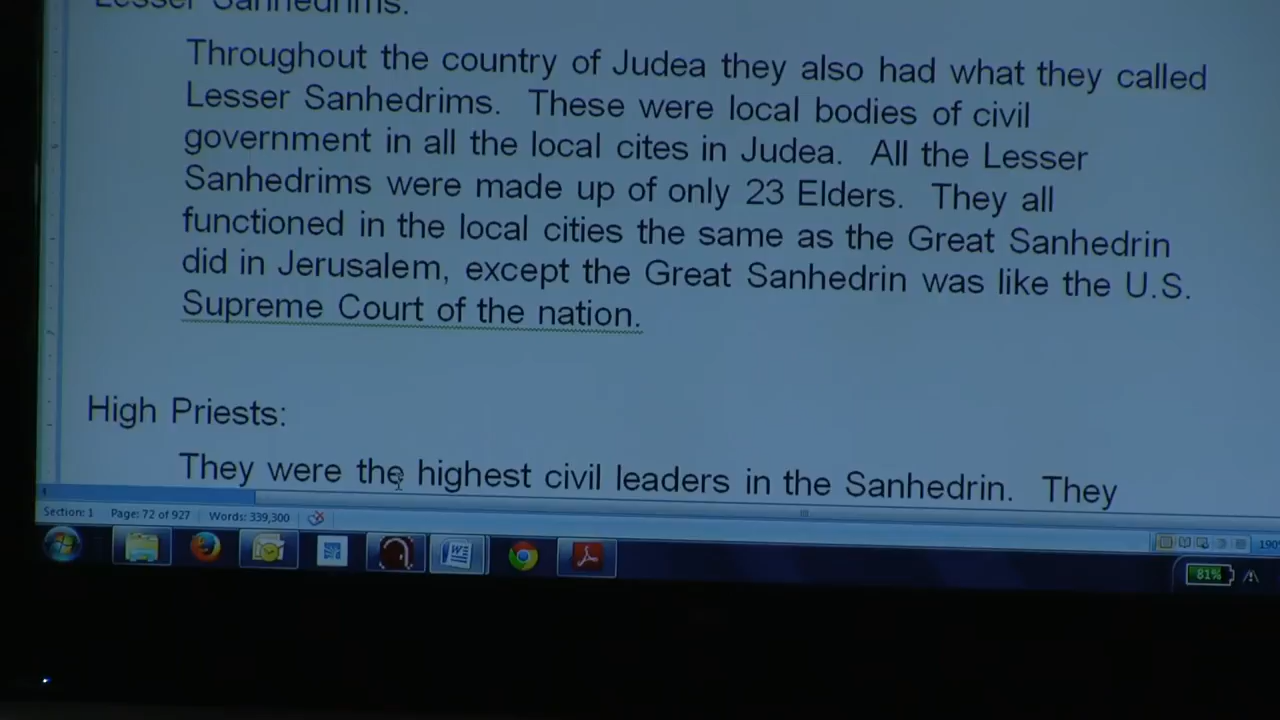 Lesser Sanhedrims:
Throughout the country of Judea they also had what they called
Lesser Sanhedrims. These were local bodies of civil
government in all the local cites in Judea. All the Lesser
Sanhedrims were made up of only 23 Elders. They all
functioned in the local cities the same as the Great Sanhedrin
did in Jerusalem, except the Great Sanhedrin was like the U.S.
Supreme Court of the nation.
High Priests:
They were the highest civil leaders in the Sanhedrin. They
Section: 1 Page: 72 of 927 Words: 339,300
190%
81%